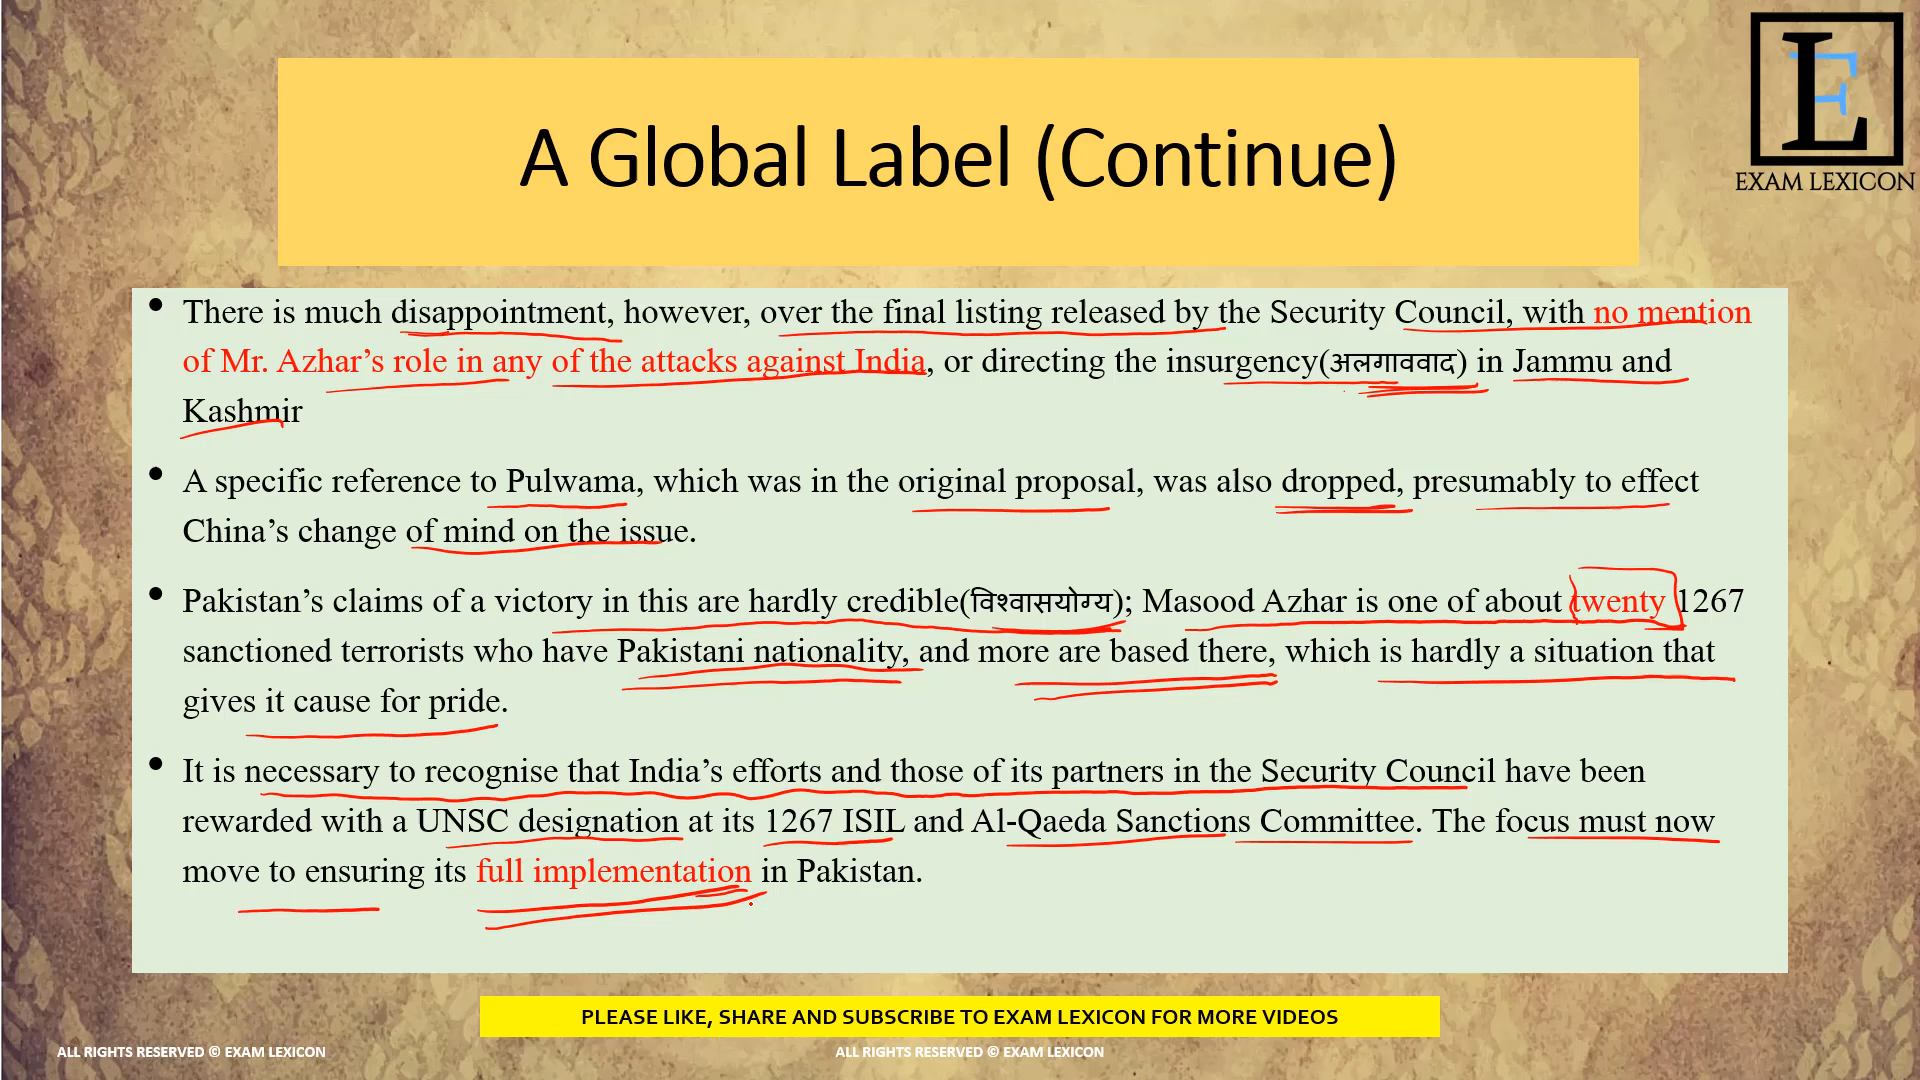 A Global Label (Continue)
LE
EXAM LEXICON
• There is much disappointment, however, over the final listing released by the Security Council, with no mention
of Mr. Azhar’s role in any of the attacks against India, or directing the insurgency(अलगाववाद) in Jammu and
Kashmir
• A specific reference to Pulwama, which was in the original proposal, was also dropped, presumably to effect
China’s change of mind on the issue.
• Pakistan’s claims of a victory in this are hardly credible(विश्वासयोग्य); Masood Azhar is one of about twenty 1267
sanctioned terrorists who have Pakistani nationality, and more are based there, which is hardly a situation that
gives it cause for pride.
• It is necessary to recognise that India’s efforts and those of its partners in the Security Council have been
rewarded with a UNSC designation at its 1267 ISIL and Al-Qaeda Sanctions Committee. The focus must now
move to ensuring its full implementation in Pakistan.
PLEASE LIKE, SHARE AND SUBSCRIBE TO EXAM LEXICON FOR MORE VIDEOS
ALL RIGHTS RESERVED © EXAM LEXICON
ALL RIGHTS RESERVED © EXAM LEXICON